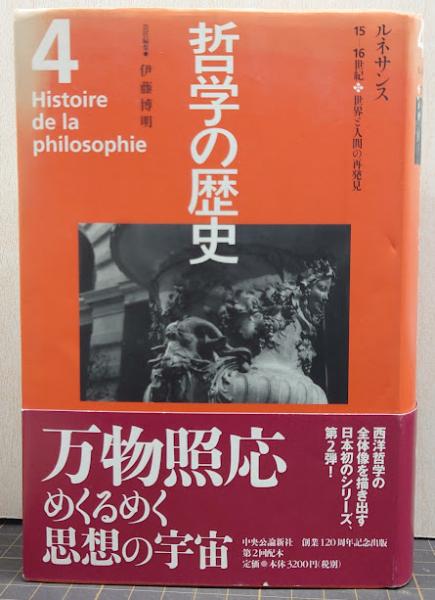 4
Histoire
de la
philosophie
責任編集◆伊藤博明
哲学の歴史
ルネサンス
15-16世紀
世界と人間の再発見
万物照応
めくるめく
思想の宇宙
西洋哲学の
全体像を描き出す
日本初のシリーズ、
第2弾!
中央公論新社 創業120周年記念出版
第2回配本
定価◉本体3200円(税別)